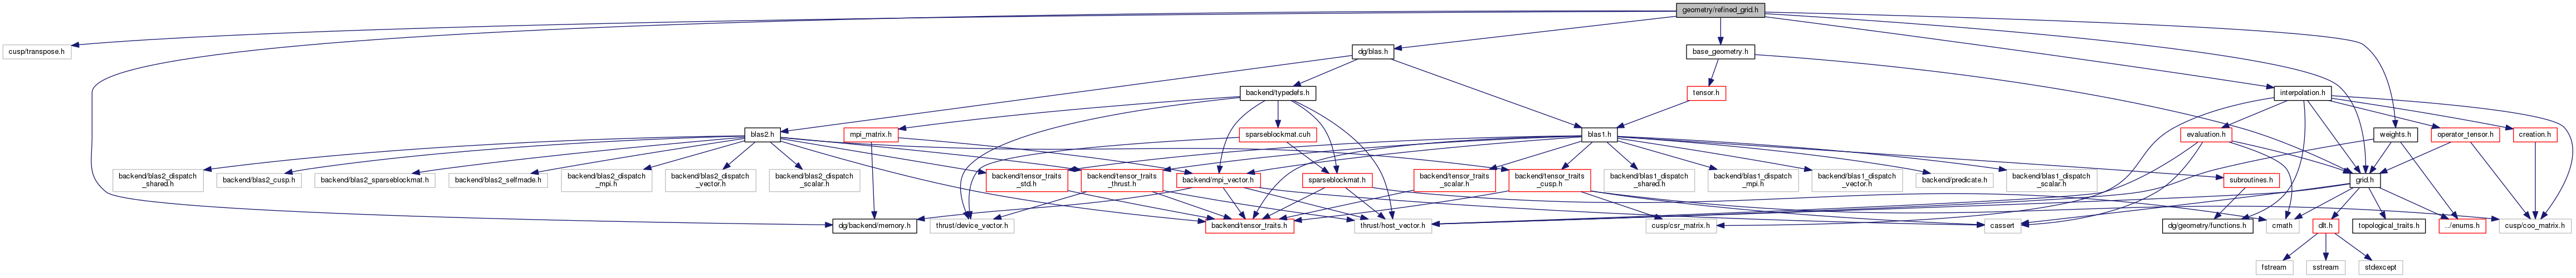 geometry/refined_grid.h
cusp/transpose.h
dg/blas.h
base_geometry.h
backend/typedefs.h
tensor.h
interpolation.h
blas2.h
mpi_matrix.h
sparseblockmat.cuh
blas1.h
evaluation.h
weights.h
operator_tensor.h
creation.h
backend/blas2_dispatch
_shared.h
backend/blas2_cusp.h
backend/blas2_sparseblockmat.h
backend/blas2_selfmade.h
backend/blas2_dispatch
_mpi.h
backend/blas2_dispatch
_vector.h
backend/blas2_dispatch
_scalar.h
backend/tensor_traits
_std.h
backend/tensor_traits
_thrust.h
backend/mpi_vector.h
sparseblockmat.h
backend/tensor_traits
_scalar.h
backend/tensor_traits
_cusp.h
backend/blas1_dispatch
_shared.h
backend/blas1_dispatch
_mpi.h
backend/blas1_dispatch
_vector.h
backend/predicate.h
backend/blas1_dispatch
_scalar.h
subroutines.h
grid.h
dg/backend/memory.h
thrust/device_vector.h
backend/tensor_traits.h
thrust/host_vector.h
cusp/csr_matrix.h
cassert
dg/geometry/functions.h
cmath
dlt.h
topological_traits.h
../enums.h
cusp/coo_matrix.h
fstream
sstream
stdexcept